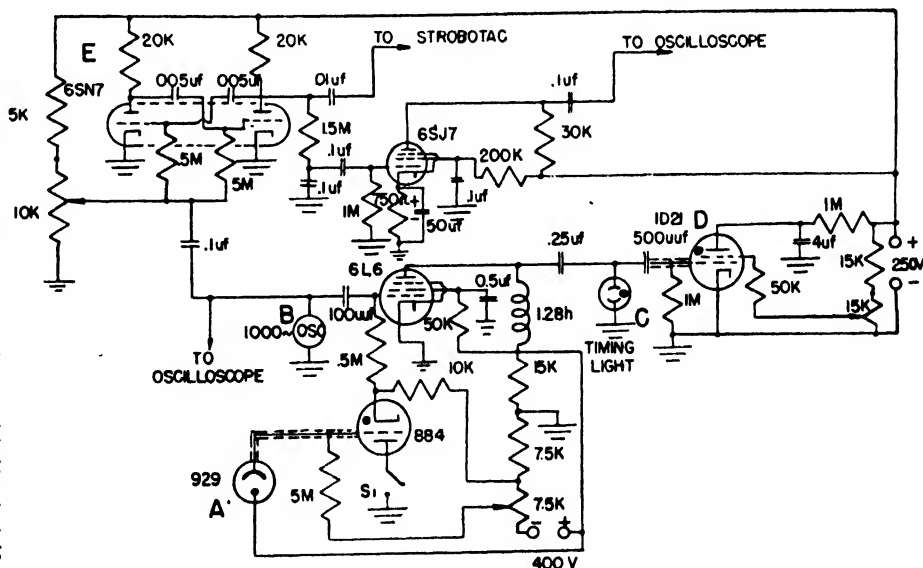 TO STROBOTAC
TO OSCILLOSCOPE
E
20K
20K
6SN7
.005uf
.005uf
.01uf
.1uf
5K
1.5M
6SJ7
30K
.5M
.5M
.1uf
200K
10K
.1uf
1M
750Ω
+
50uf
.1uf
1D21
D
1M
.1uf
.25uf
500uuf
4uf
+
250V
-
15K
6L6
0.5uf
50K
15K
B
1000~
OSC
100uuf
50K
1.28h
1M
C
TIMING
LIGHT
TO
OSCILLOSCOPE
.5M
10K
15K
884
7.5K
929
A
5M
S1
7.5K
-
+
400 V